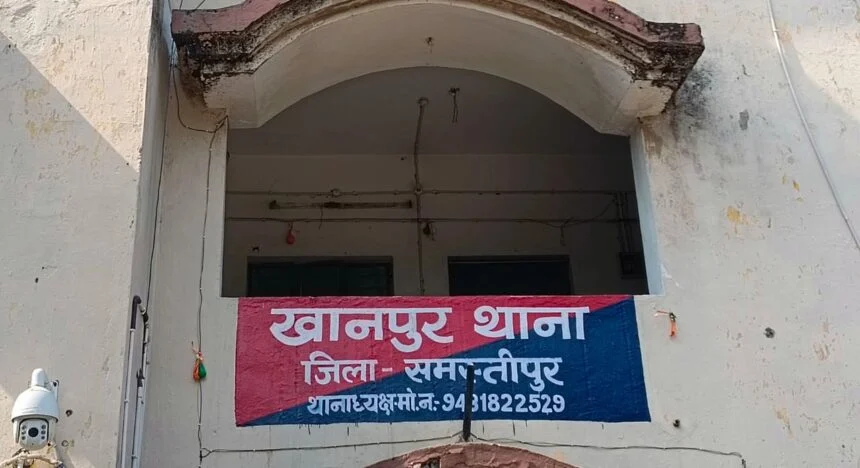 खानपुर थाना
जिला - समस्तीपुर
थानाध्यक्ष-मो.न:- 9431822529